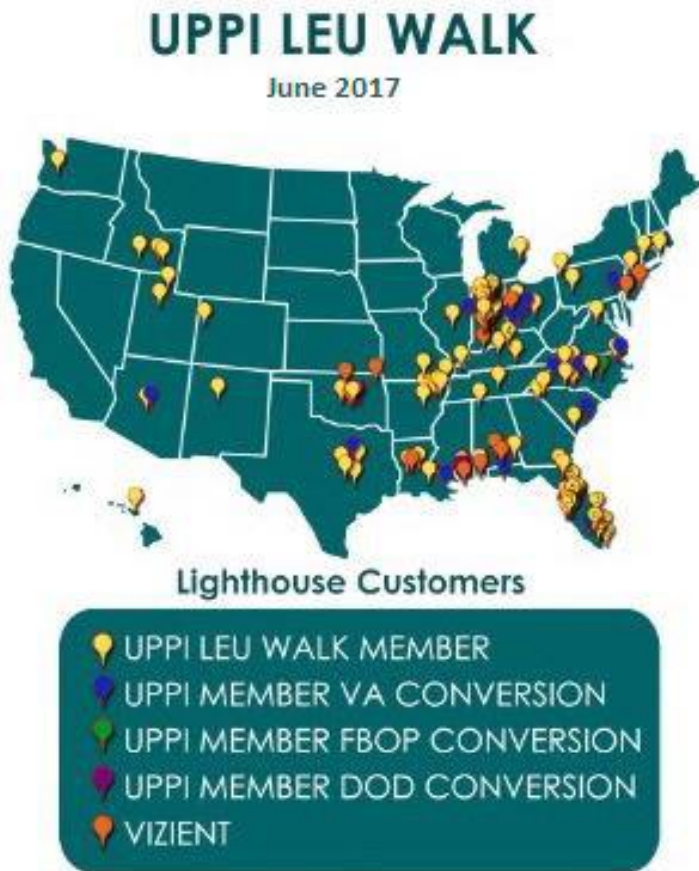 UPPI LEU WALK
June 2017
Lighthouse Customers
UPPI LEU WALK MEMBER
UPPI MEMBER VA CONVERSION
UPPI MEMBER FBOP CONVERSION
UPPI MEMBER DOD CONVERSION
VIZIENT